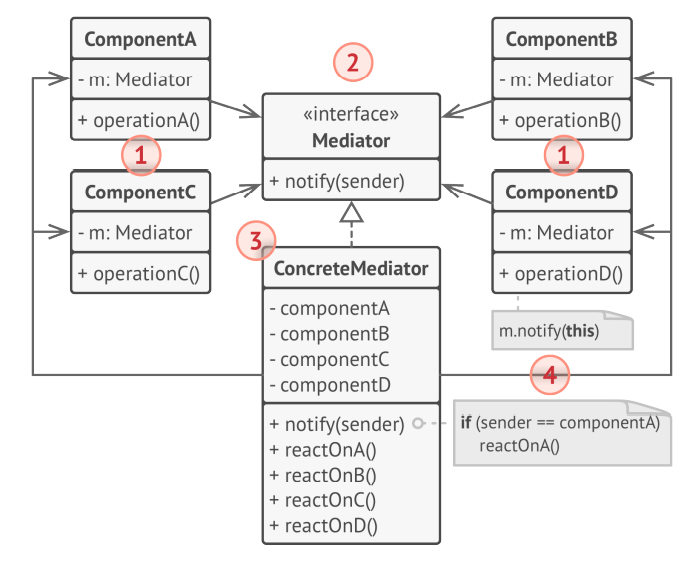 ComponentA
- m: Mediator
+ operationA()
1
ComponentC
- m: Mediator
+ operationC()
2
«interface»
Mediator
+ notify(sender)
3
ConcreteMediator
- componentA
- componentB
- componentC
- componentD
+ notify(sender)
+ reactOnA()
+ reactOnB()
+ reactOnC()
+ reactOnD()
ComponentB
- m: Mediator
+ operationB()
1
ComponentD
- m: Mediator
+ operationD()
m.notify(this)
4
if (sender == componentA)
reactOnA()